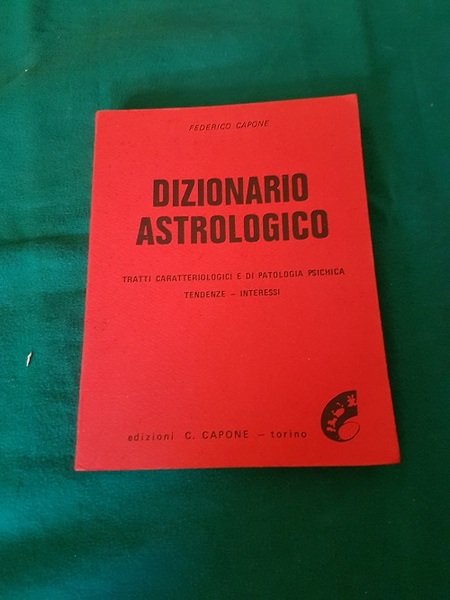 FEDERICO CAPONE
DIZIONARIO
ASTROLOGICO
TRATTI CARATTERIOLOGICI E DI PATOLOGIA PSICHICA
TENDENZE – INTERESSI
edizioni C. CAPONE – torino